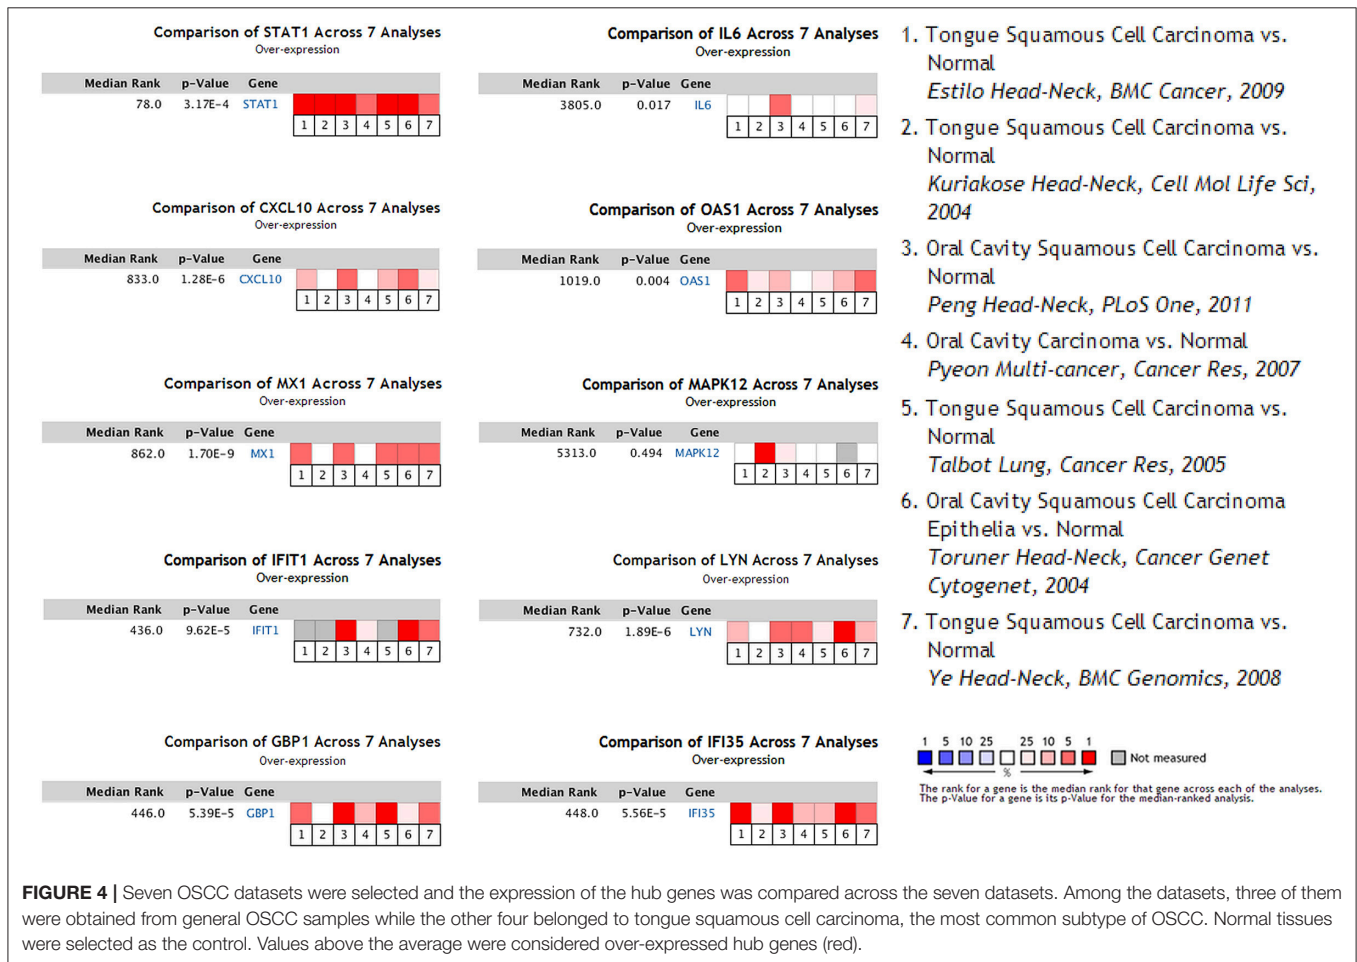 Comparison of STAT1 Across 7 Analyses
Over-expression
Median Rank p-Value Gene
78.0 3.17E-4 STAT1
1 2 3 4 5 6 7
Comparison of CXCL10 Across 7 Analyses
Over-expression
Median Rank p-Value Gene
833.0 1.28E-6 CXCL10
1 2 3 4 5 6 7
Comparison of MX1 Across 7 Analyses
Over-expression
Median Rank p-Value Gene
862.0 1.70E-9 MX1
1 2 3 4 5 6 7
Comparison of IFIT1 Across 7 Analyses
Over-expression
Median Rank p-Value Gene
436.0 9.62E-5 IFIT1
1 2 3 4 5 6 7
Comparison of GBP1 Across 7 Analyses
Over-expression
Median Rank p-Value Gene
446.0 5.39E-5 GBP1
1 2 3 4 5 6 7
Comparison of IL6 Across 7 Analyses
Over-expression
Median Rank p-Value Gene
3805.0 0.017 IL6
1 2 3 4 5 6 7
Comparison of OAS1 Across 7 Analyses
Over-expression
Median Rank p-Value Gene
1019.0 0.004 OAS1
1 2 3 4 5 6 7
Comparison of MAPK12 Across 7 Analyses
Over-expression
Median Rank p-Value Gene
5313.0 0.494 MAPK12
1 2 3 4 5 6 7
Comparison of LYN Across 7 Analyses
Over-expression
Median Rank p-Value Gene
732.0 1.89E-6 LYN
1 2 3 4 5 6 7
Comparison of IFI35 Across 7 Analyses
Over-expression
Median Rank p-Value Gene
448.0 5.56E-5 IFI35
1 2 3 4 5 6 7
1. Tongue Squamous Cell Carcinoma vs.
Normal
Estilo Head-Neck, BMC Cancer, 2009
2. Tongue Squamous Cell Carcinoma vs.
Normal
Kuriakose Head-Neck, Cell Mol Life Sci,
2004
3. Oral Cavity Squamous Cell Carcinoma vs.
Normal
Peng Head-Neck, PLoS One, 2011
4. Oral Cavity Carcinoma vs. Normal
Pyeon Multi-cancer, Cancer Res, 2007
5. Tongue Squamous Cell Carcinoma vs.
Normal
Talbot Lung, Cancer Res, 2005
6. Oral Cavity Squamous Cell Carcinoma
Epithelia vs. Normal
Toruner Head-Neck, Cancer Genet
Cytogenet, 2004
7. Tongue Squamous Cell Carcinoma vs.
Normal
Ye Head-Neck, BMC Genomics, 2008
1 5 10 25 25 10 5 1
Not measured
%
The rank for a gene is the median rank for that gene across each of the analyses.
The p-Value for a gene is its p-Value for the median-ranked analysis.
FIGURE 4 | Seven OSCC datasets were selected and the expression of the hub genes was compared across the seven datasets. Among the datasets, three of them
were obtained from general OSCC samples while the other four belonged to tongue squamous cell carcinoma, the most common subtype of OSCC. Normal tissues
were selected as the control. Values above the average were considered over-expressed hub genes (red).